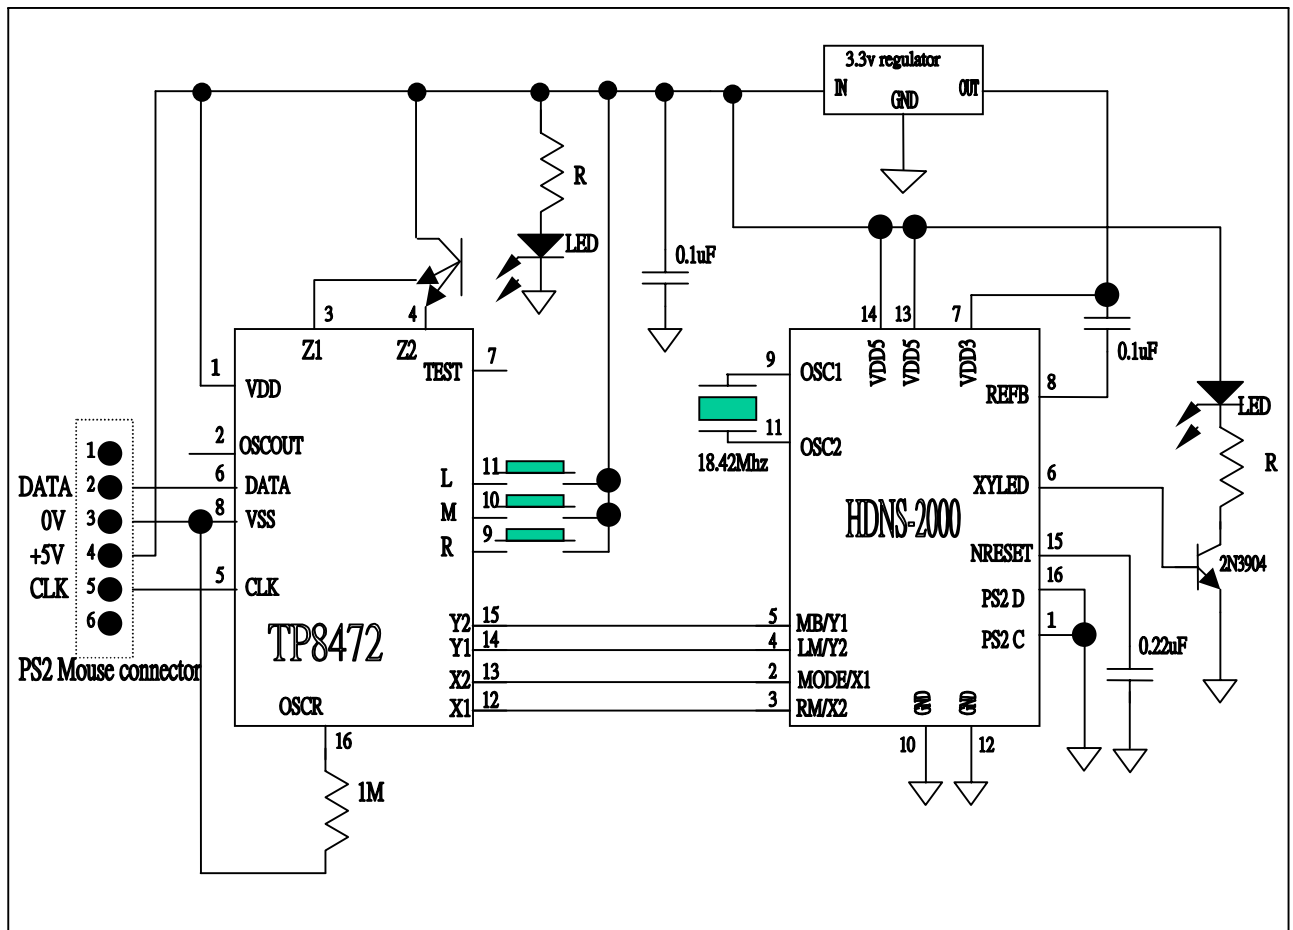 3.3v regulator
IN
OUT
GND
R
LED
0.1uF
3
4
Z1
Z2
7
TEST
1
VDD
2
OSCOUT
6
DATA
8
VSS
5
CLK
11
L
10
M
9
R
TP8472
15
Y2
14
Y1
13
X2
12
X1
OSCR
16
1M
1
DATA 2
0V 3
+5V 4
CLK 5
6
PS2 Mouse connector
14
13
7
VDD5
VDD5
VDD3
9
OSC1
11
OSC2
18.42Mhz
0.1uF
8
REFB
LED
R
6
XYLED
HDNS-2000
15
NRESET
2N3904
16
PS2 D
1
PS2 C
0.22uF
5
MB/Y1
4
LM/Y2
2
MODE/X1
3
RM/X2
GND
GND
10
12